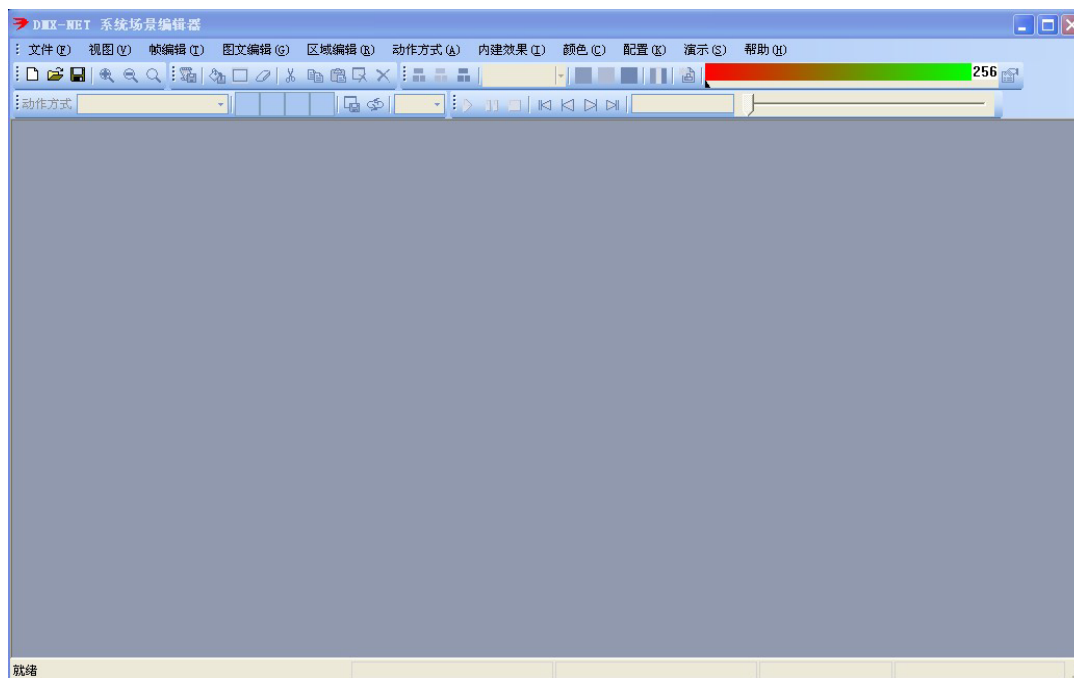 DMX-NET 系统场景编辑器
文件(F) 视图(V) 帧编辑(T) 图文编辑(G) 区域编辑(R) 动作方式(A) 内建效果(I) 颜色(C) 配置(K) 演示(S) 帮助(H)
256
动作方式
就绪